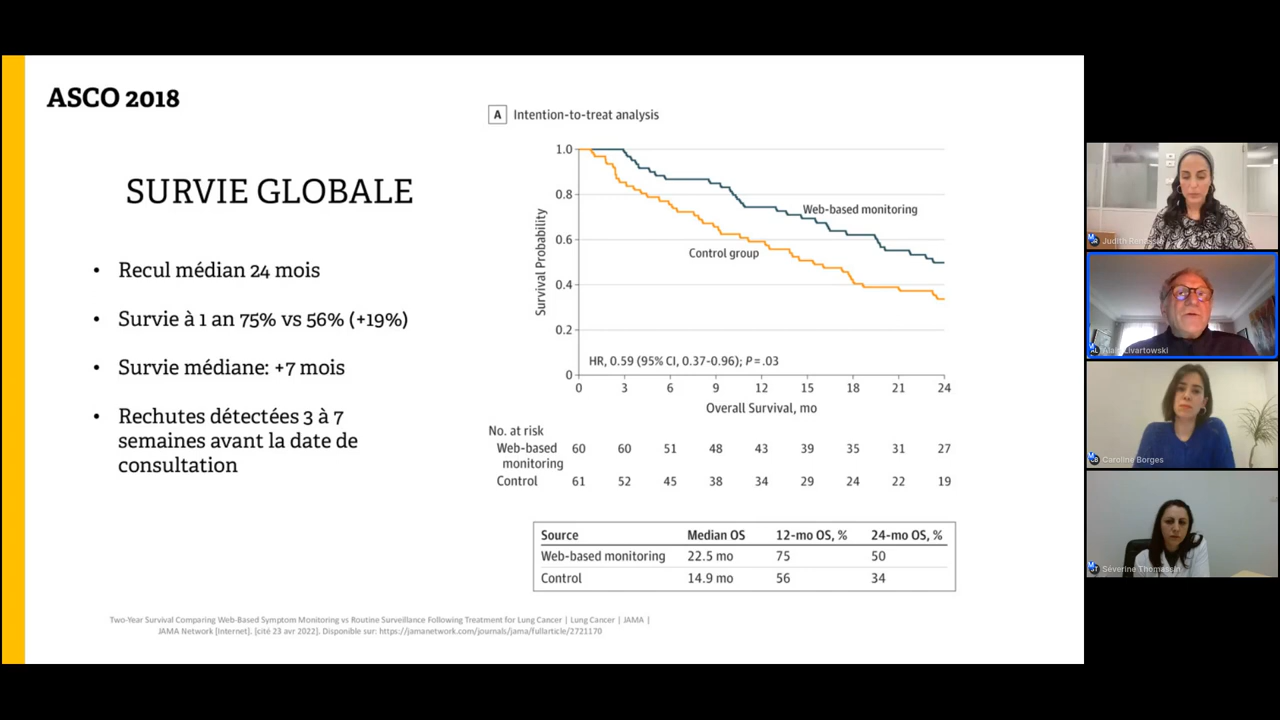 ASCO 2018
SURVIE GLOBALE
• Recul médian 24 mois
• Survie à 1 an 75% vs 56% (+19%)
• Survie médiane: +7 mois
• Rechutes détectées 3 à 7
semaines avant la date de
consultation
A Intention-to-treat analysis
Survival Probability
1.0
0.8
0.6
0.4
0.2
0
Web-based monitoring
Control group
HR, 0.59 (95% CI, 0.37-0.96); P = .03
0 3 6 9 12 15 18 21 24
Overall Survival, mo
No. at risk
Web-based monitoring 60 60 51 48 43 39 35 31 27
Control 61 52 45 38 34 29 24 22 19
Source Median OS 12-mo OS, % 24-mo OS, %
Web-based monitoring 22.5 mo 75 50
Control 14.9 mo 56 34
Two-Year Survival Comparing Web-Based Symptom Monitoring vs Routine Surveillance Following Treatment for Lung Cancer | Lung Cancer | JAMA |
JAMA Network [Internet]. [cité 23 avr 2022]. Disponible sur: https://jamanetwork.com/journals/jama/fullarticle/2721170
Judith
Livartowski
Caroline Borges
Séverine Thomassin